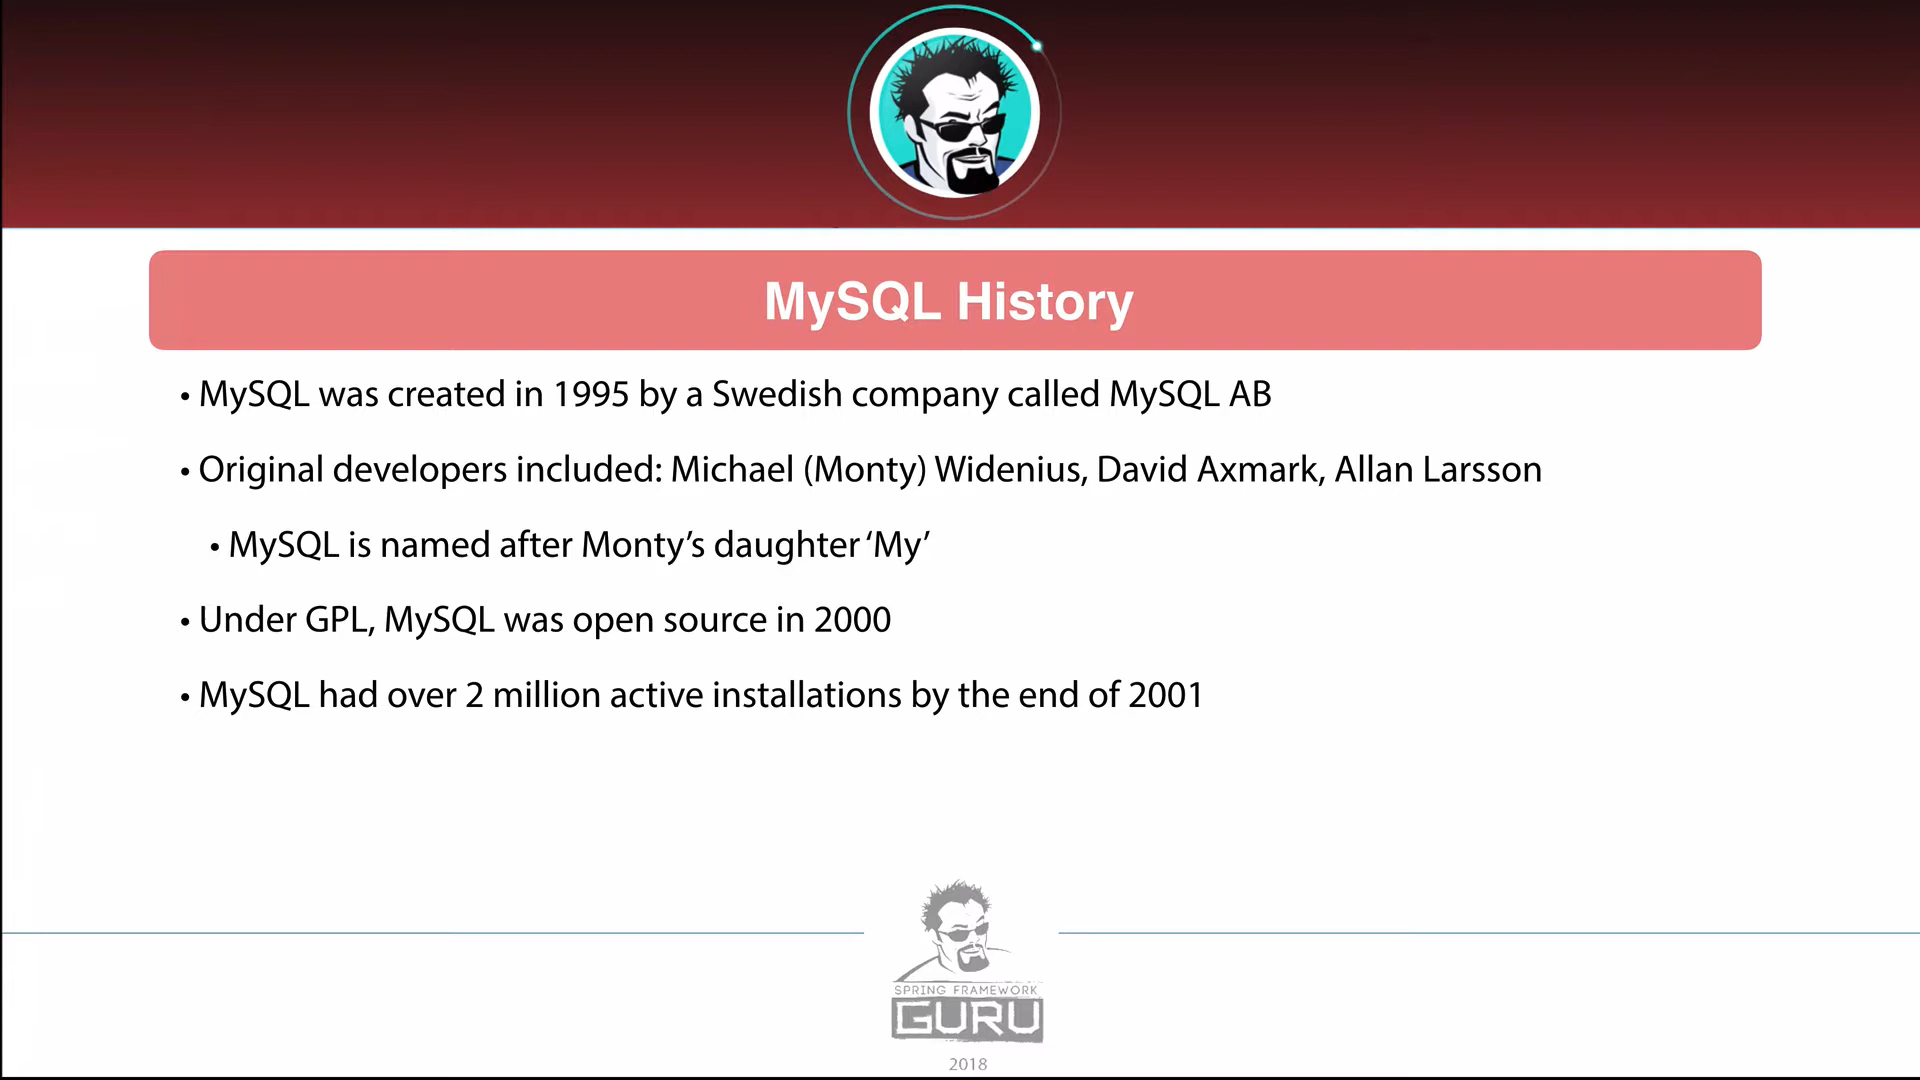 MySQL History
• MySQL was created in 1995 by a Swedish company called MySQL AB
• Original developers included: Michael (Monty) Widenius, David Axmark, Allan Larsson
• MySQL is named after Monty’s daughter ‘My’
• Under GPL, MySQL was open source in 2000
• MySQL had over 2 million active installations by the end of 2001
SPRING FRAMEWORK
GURU
2018